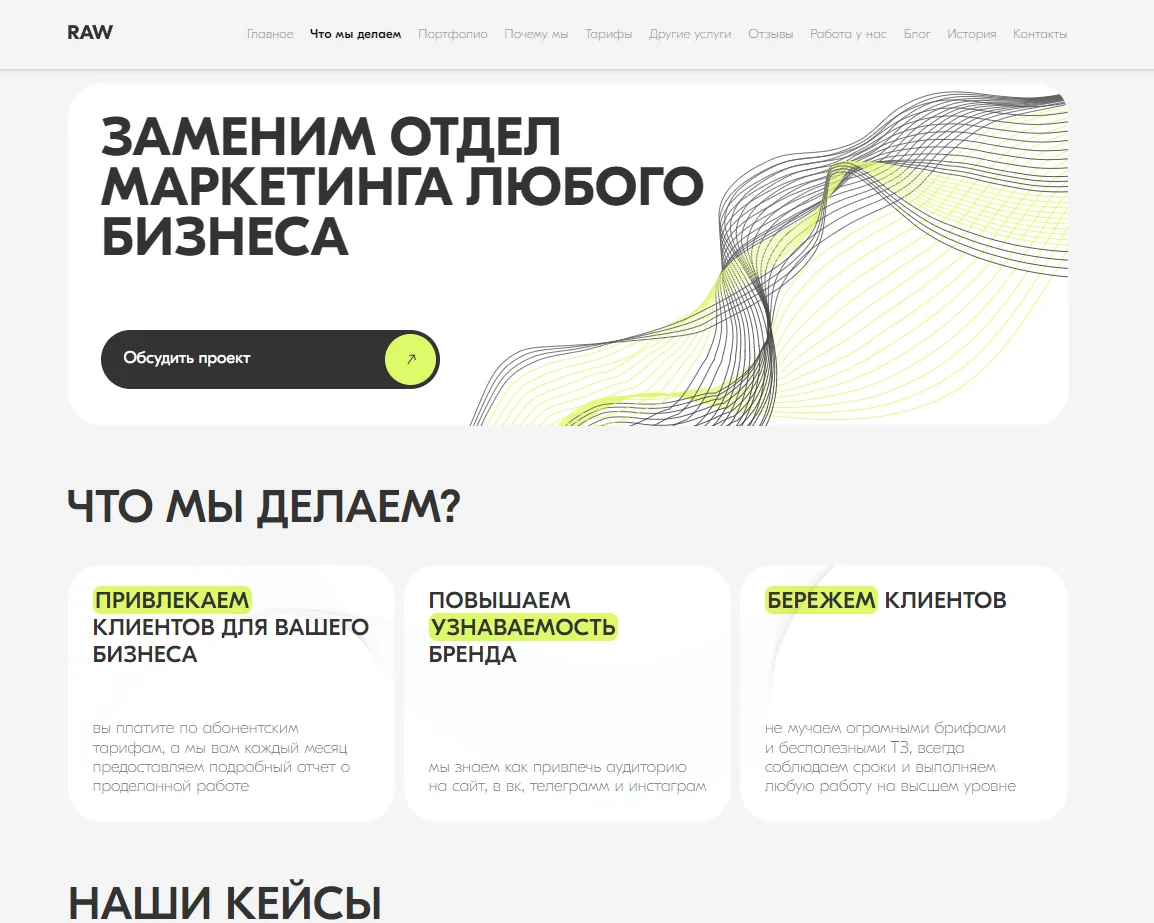 RAW
Главное Что мы делаем Портфолио Почему мы Тарифы Другие услуги Отзывы Работа у нас Блог История Контакты
ЗАМЕНИМ ОТДЕЛ
МАРКЕТИНГА ЛЮБОГО
БИЗНЕСА
Обсудить проект
ЧТО МЫ ДЕЛАЕМ?
ПРИВЛЕКАЕМ
КЛИЕНТОВ ДЛЯ ВАШЕГО
БИЗНЕСА
вы платите по абонентским
тарифам, а мы вам каждый месяц
предоставляем подробный отчет о
проделанной работе
ПОВЫШАЕМ
УЗНАВАЕМОСТЬ
БРЕНДА
мы знаем как привлечь аудиторию
на сайт, в вк, телеграмм и инстаграм
БЕРЕЖЕМ КЛИЕНТОВ
не мучаем огромными брифами
и бесполезными ТЗ, всегда
соблюдаем сроки и выполняем
любую работу на высшем уровне
НАШИ КЕЙСЫ